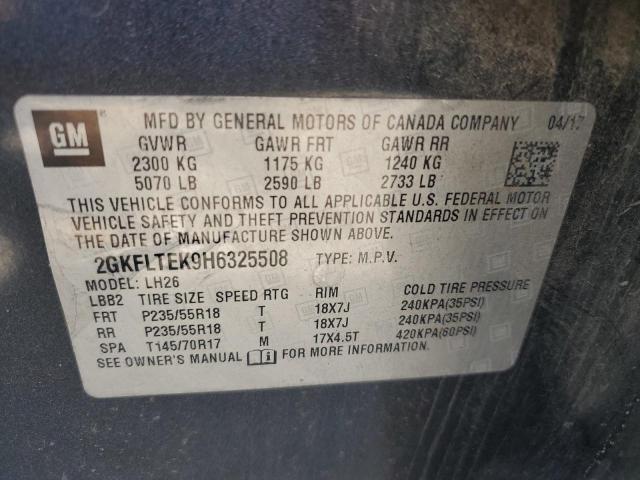 GM ® MFD BY GENERAL MOTORS OF CANADA COMPANY 04/17
GVWR GAWR FRT GAWR RR
2300 KG 1175 KG 1240 KG
5070 LB 2590 LB 2733 LB
THIS VEHICLE CONFORMS TO ALL APPLICABLE U.S. FEDERAL MOTOR
VEHICLE SAFETY AND THEFT PREVENTION STANDARDS IN EFFECT ON
THE DATE OF MANUFACTURE SHOWN ABOVE.
2GKFLTEK9H6325508 TYPE: M.P.V.
MODEL: LH26
LBB2 TIRE SIZE SPEED RTG RIM COLD TIRE PRESSURE
FRT P235/55R18 T 18X7J 240KPA(35PSI)
RR P235/55R18 T 18X7J 240KPA(35PSI)
SPA T145/70R17 M 17X4.5T 420KPA(60PSI)
SEE OWNER'S MANUAL FOR MORE INFORMATION.